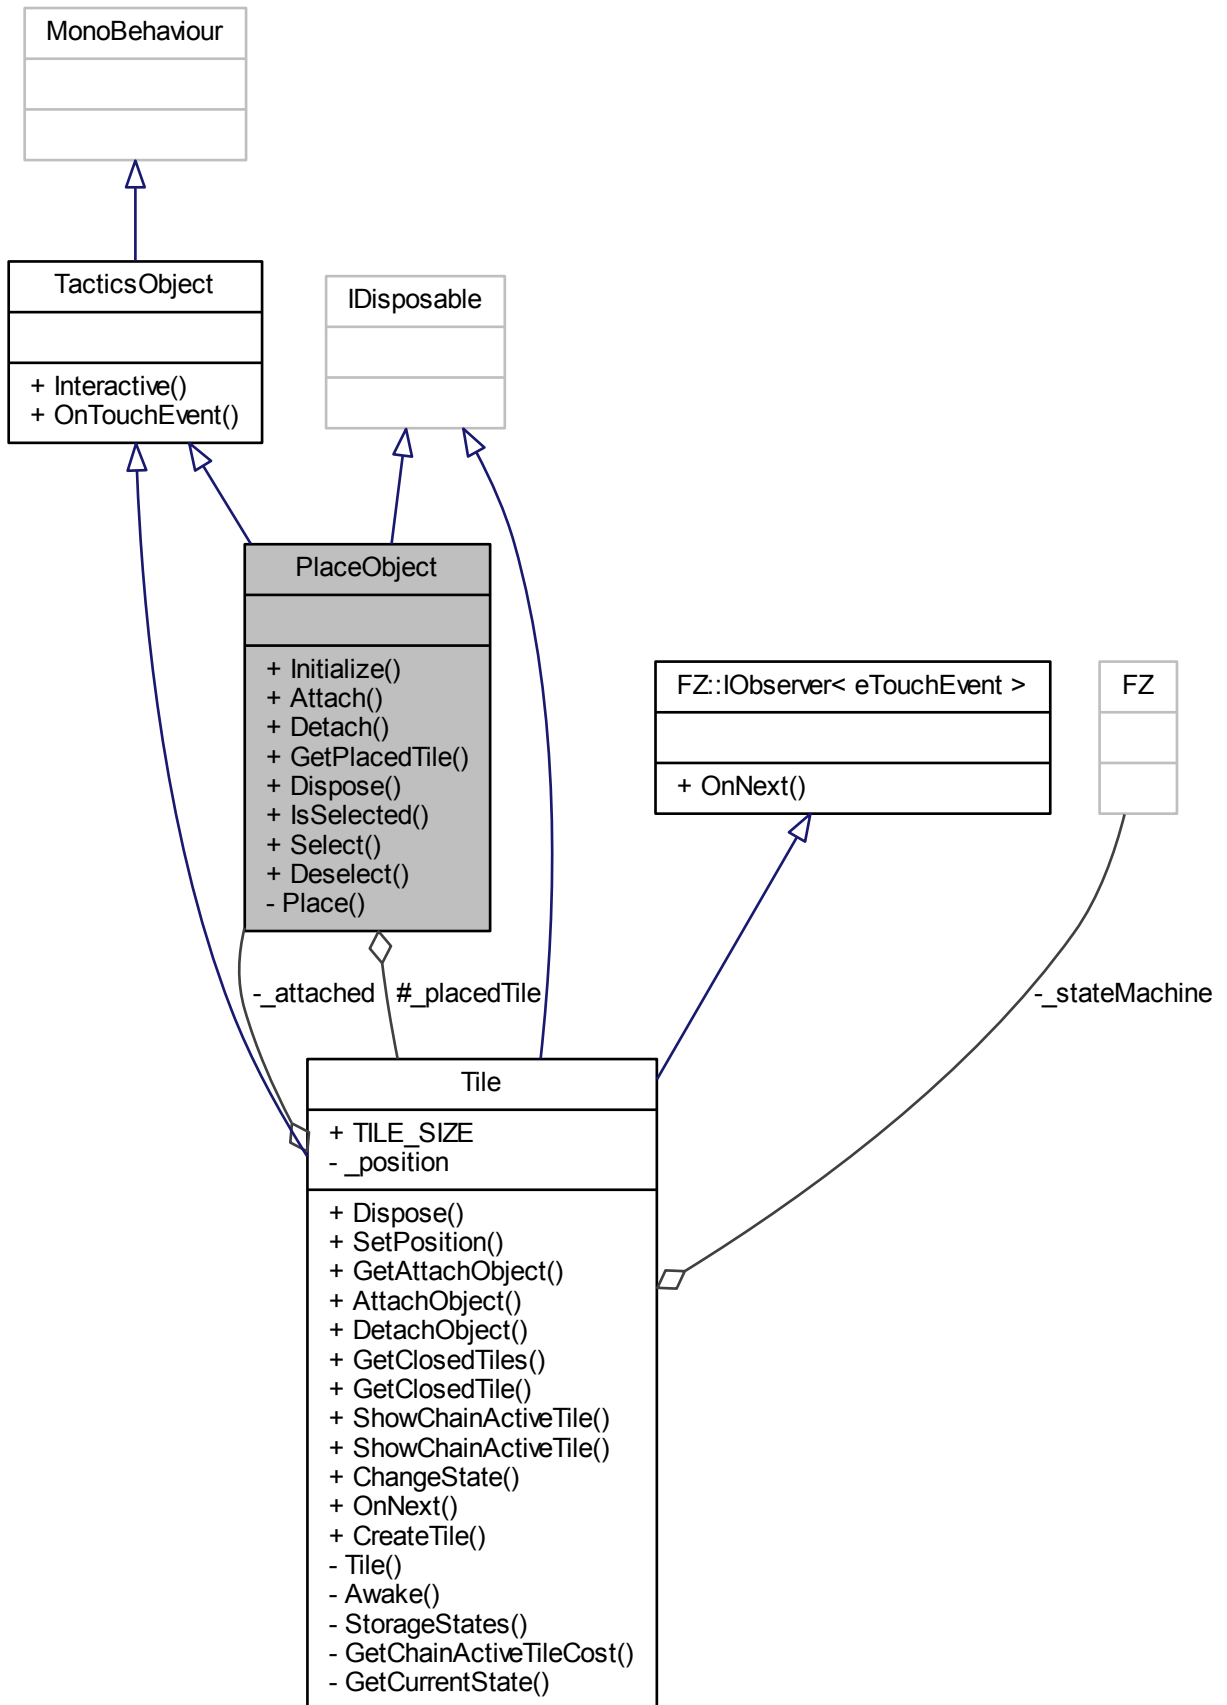 MonoBehaviour
TacticsObject
+ Interactive()
+ OnTouchEvent()
IDisposable
PlaceObject
+ Initialize()
+ Attach()
+ Detach()
+ GetPlacedTile()
+ Dispose()
+ IsSelected()
+ Select()
+ Deselect()
- Place()
FZ::IObserver< eTouchEvent >
+ OnNext()
FZ
-_attached
#_placedTile
-_stateMachine
Tile
+ TILE_SIZE
- _position
+ Dispose()
+ SetPosition()
+ GetAttachObject()
+ AttachObject()
+ DetachObject()
+ GetClosedTiles()
+ GetClosedTile()
+ ShowChainActiveTile()
+ ShowChainActiveTile()
+ ChangeState()
+ OnNext()
+ CreateTile()
- Tile()
- Awake()
- StorageStates()
- GetChainActiveTileCost()
- GetCurrentState()